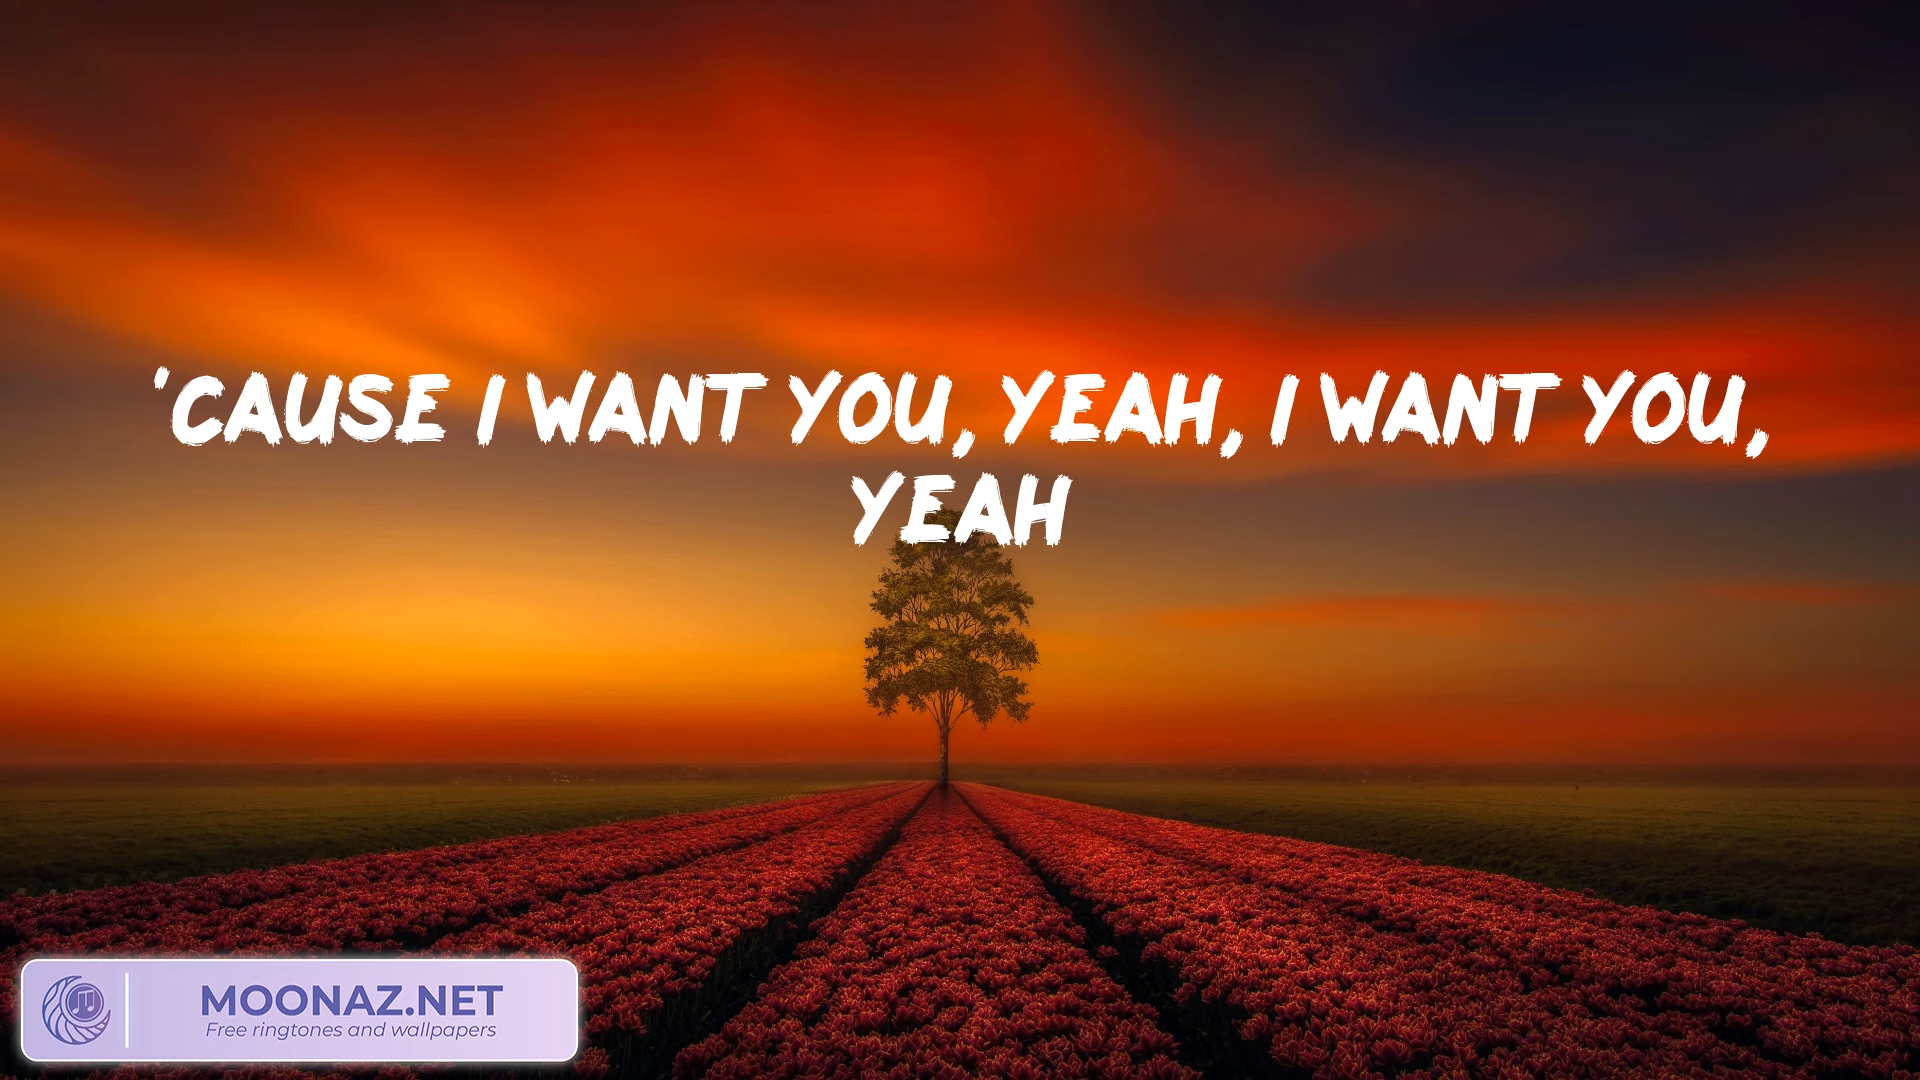 'CAUSE I WANT YOU, YEAH, I WANT YOU,
YEAH
MOONAZ.NET
Free ringtones and wallpapers